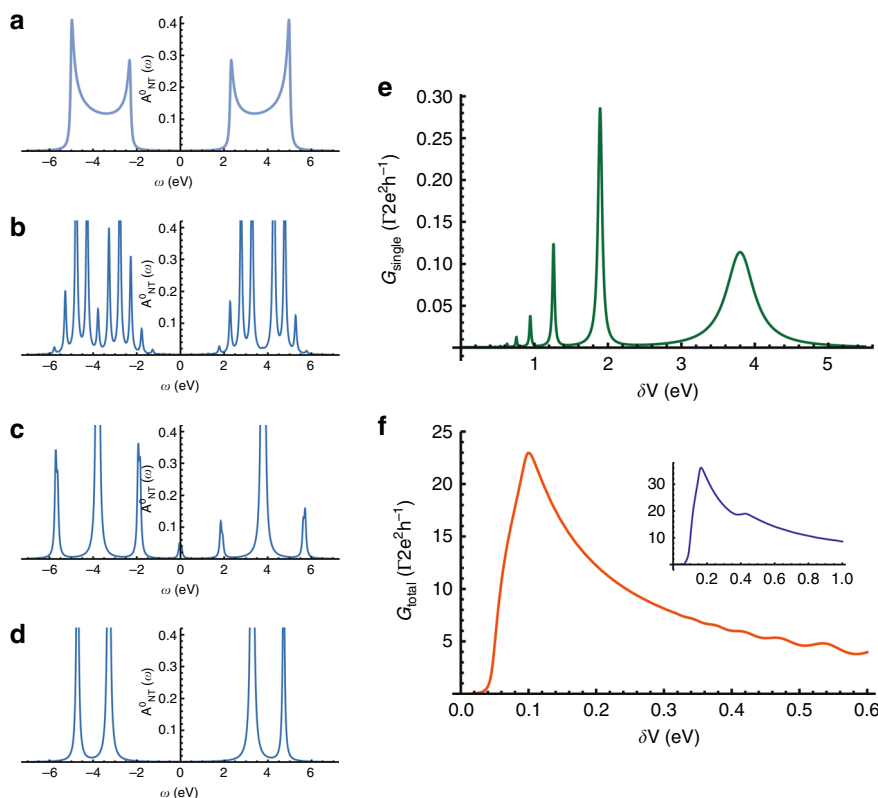 a
0.4
0.3
0.2
0.1
A⁰NT (ω)
−6 −4 −2 0 2 4 6
ω (eV)
b
0.4
0.3
0.2
0.1
A⁰NT (ω)
−6 −4 −2 0 2 4 6
ω (eV)
c
0.4
0.3
0.2
0.1
A⁰NT (ω)
−6 −4 −2 0 2 4 6
ω (eV)
d
0.4
0.3
0.2
0.1
A⁰NT (ω)
−6 −4 −2 0 2 4 6
ω (eV)
e
0.30
0.25
0.20
0.15
0.10
0.05
Gsingle (Γ2e²h⁻¹)
1 2 3 4 5
δV (eV)
f
25
20
15
10
5
Gtotal (Γ2e²h⁻¹)
0.0 0.1 0.2 0.3 0.4 0.5 0.6
δV (eV)
30
20
10
0.2 0.4 0.6 0.8 1.0